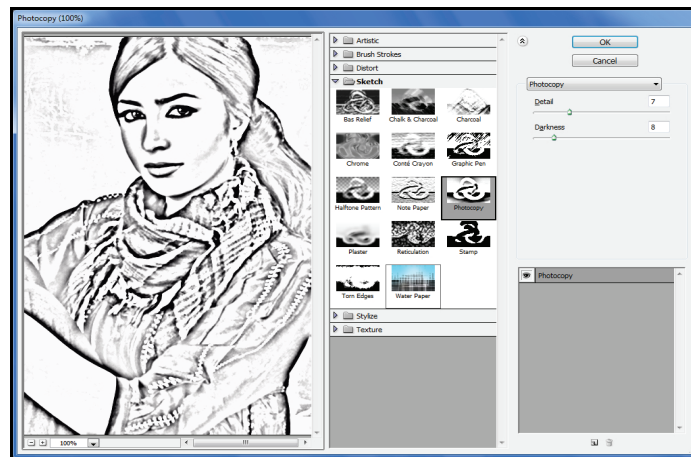 Photocopy (100%)
Artistic
Brush Strokes
Distort
Sketch
Bas Relief
Chalk & Charcoal
Charcoal
Chrome
Conté Crayon
Graphic Pen
Halftone Pattern
Note Paper
Photocopy
Plaster
Reticulation
Stamp
Torn Edges
Water Paper
Stylize
Texture
100%
OK
Cancel
Photocopy
Detail 7
Darkness 8
Photocopy